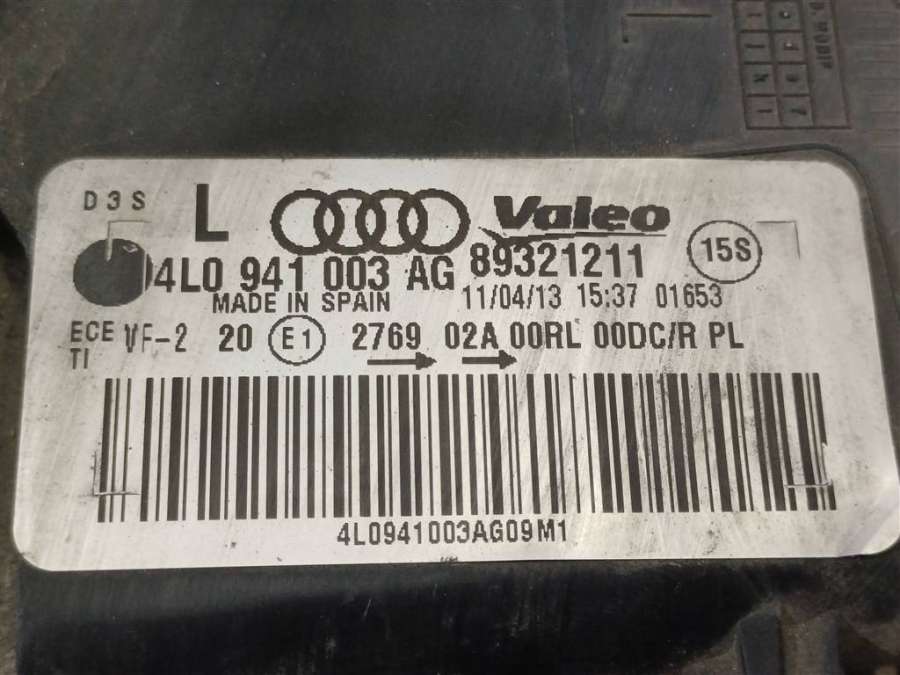 D3S L Valeo
4L0 941 003 AG 89321211 15S
MADE IN SPAIN 11/04/13 15:37 01653
ECE VF-2 20 E1 2769 02A 00RL 00DC/R PL
TI
4L0941003AG09M1